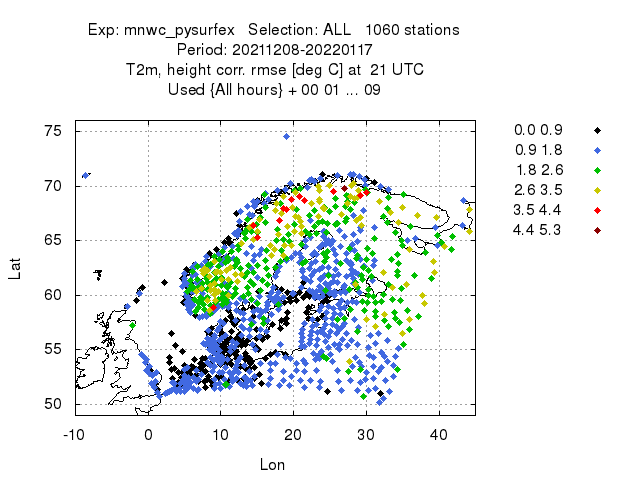 Exp: mnwc_pysurfex   Selection: ALL   1060 stations
Period: 20211208-20220117
T2m, height corr. rmse [deg C] at  21 UTC
Used {All hours} + 00 01 ... 09
0.0 0.9
0.9 1.8
1.8 2.6
2.6 3.5
3.5 4.4
4.4 5.3
75
70
65
60
55
50
Lat
-10 0 10 20 30 40
Lon